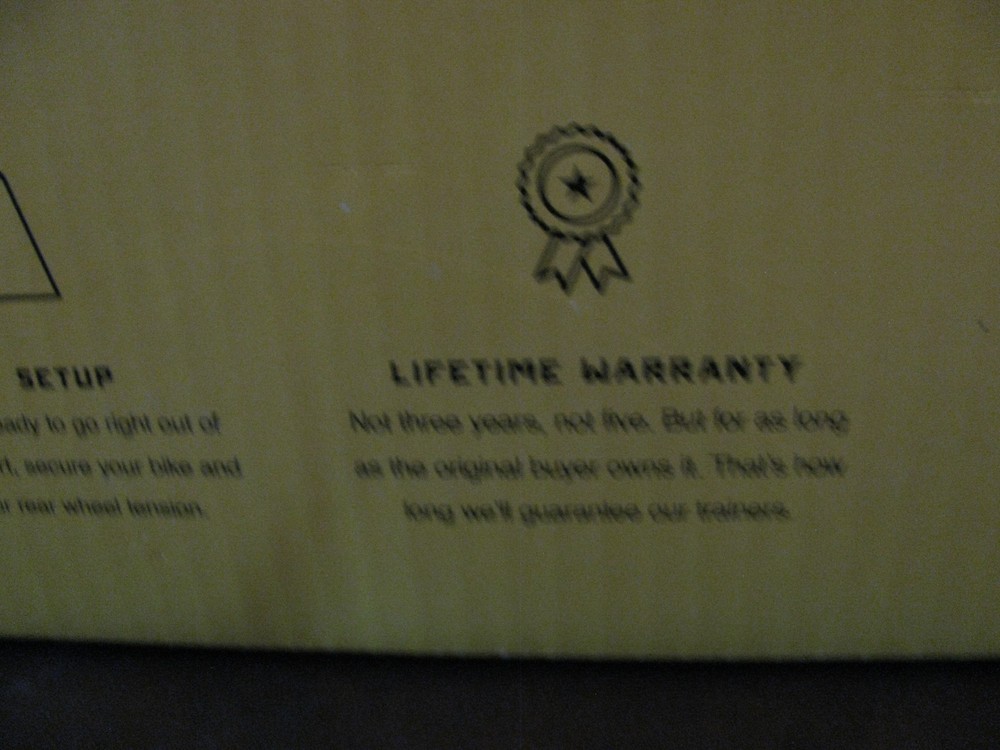 SETUP
ready to go right out of
rt, secure your bike and
r rear wheel tension.
LIFETIME WARRANTY
Not three years, not five. But for as long
as the original buyer owns it. That's how
long we'll guarantee our trainers.